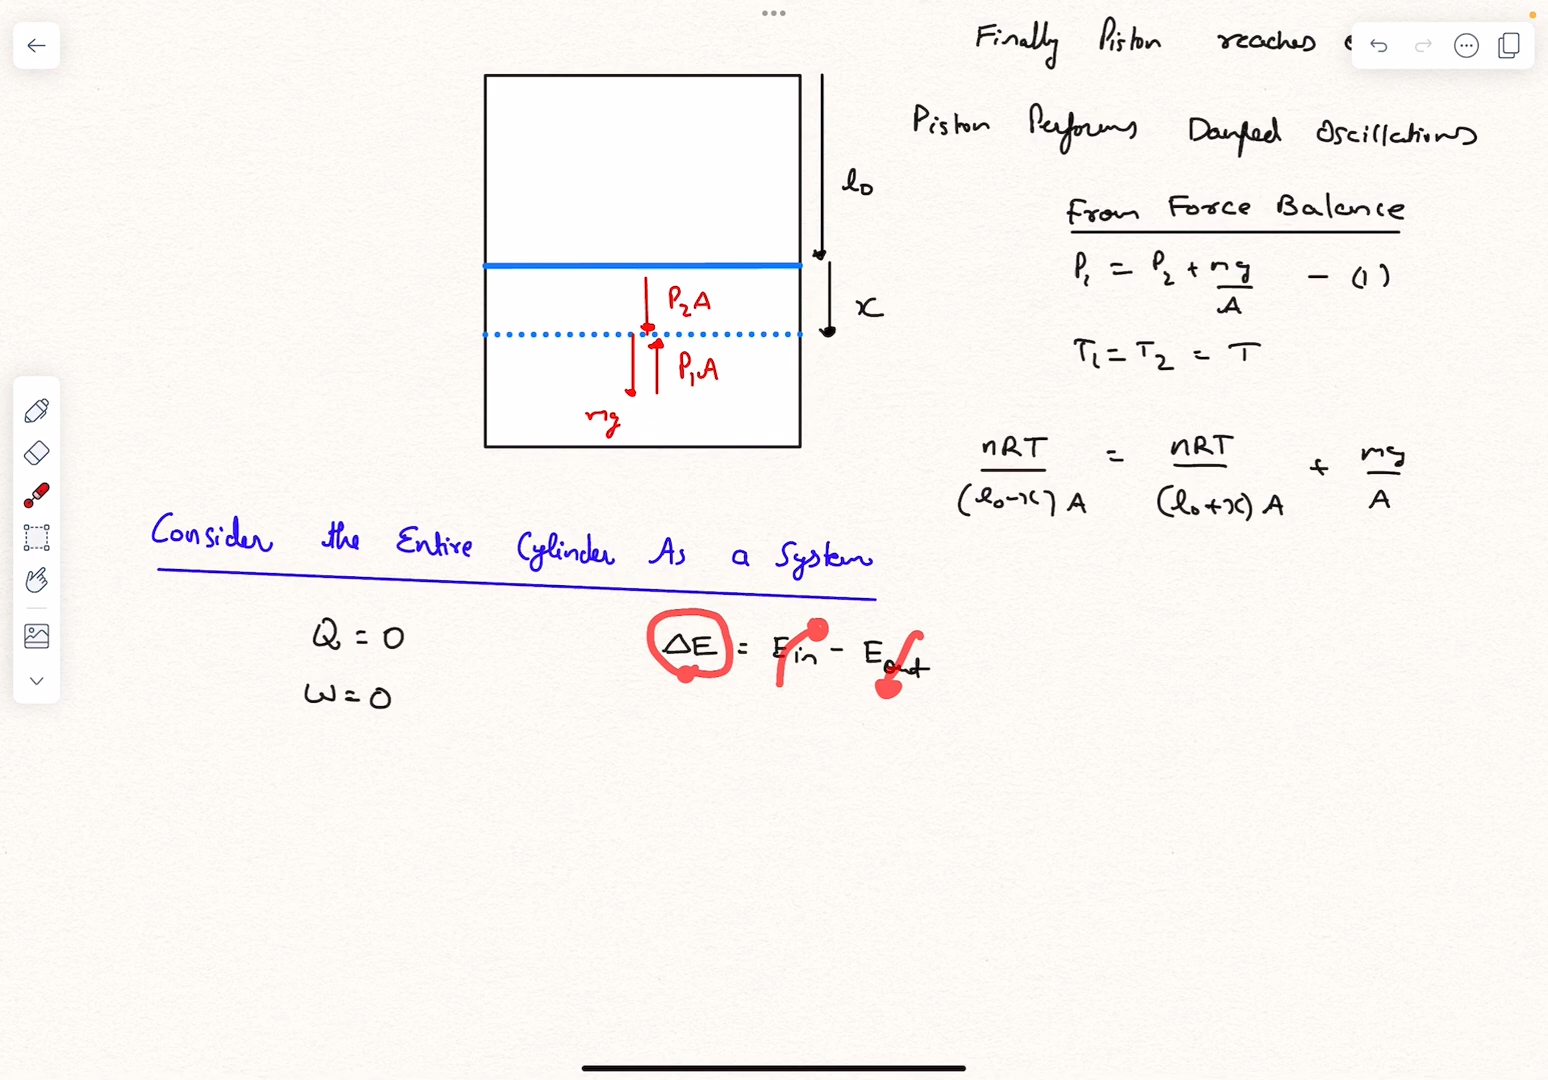 Finally Piston reaches
Piston Performs Damped Oscillations
l₀
From Force Balance
P₁ = P₂ + mg/A - (1)
P₂A
x
T₁ = T₂ = T
P₁A
mg
nRT/(l₀-x)A = nRT/(l₀+x)A + mg/A
Consider the Entire Cylinder As a System
Q = 0
ΔE = Ein - Eout
W = 0